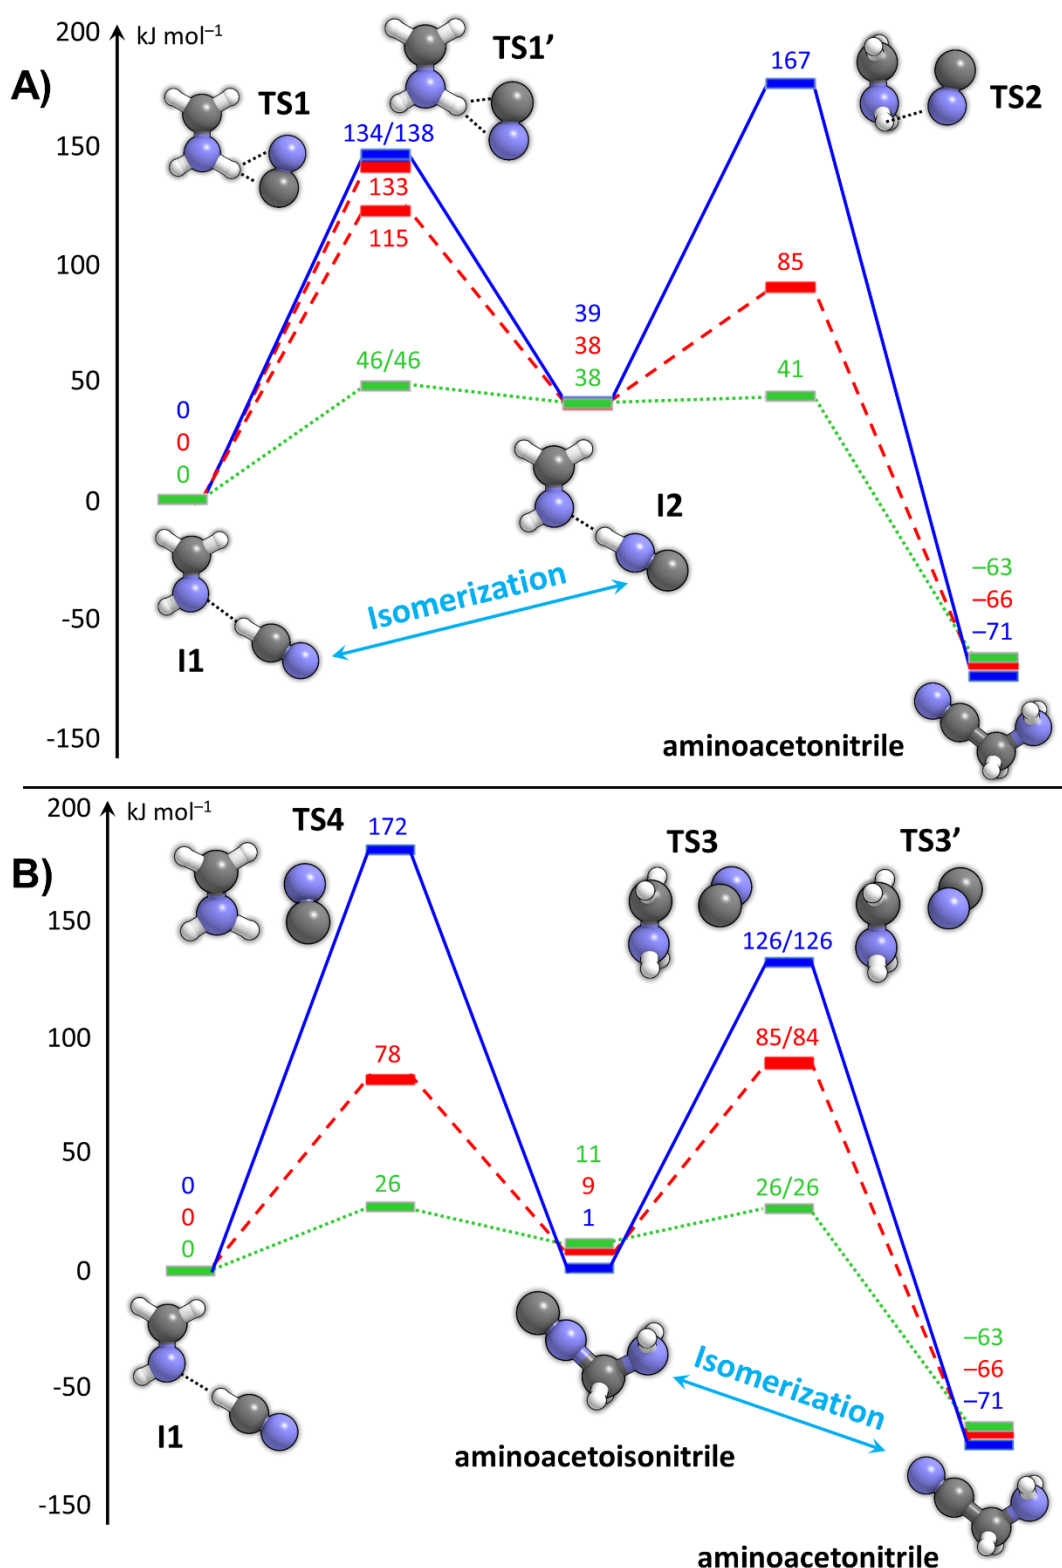 200
kJ mol⁻¹
A)
TS1
TS1’
TS2
134/138
167
150
133
115
100
85
39
38
38
50
46/46
41
0
0
0
0
I2
Isomerization
I1
-50
–63
–66
–71
-150
aminoacetonitrile
200
kJ mol⁻¹
B)
TS4
172
TS3
TS3’
150
126/126
100
78
85/84
50
11
9
1
26
26/26
0
0
0
0
I1
-50
Isomerization
–63
–66
–71
aminoacetoisonitrile
-150
aminoacetonitrile